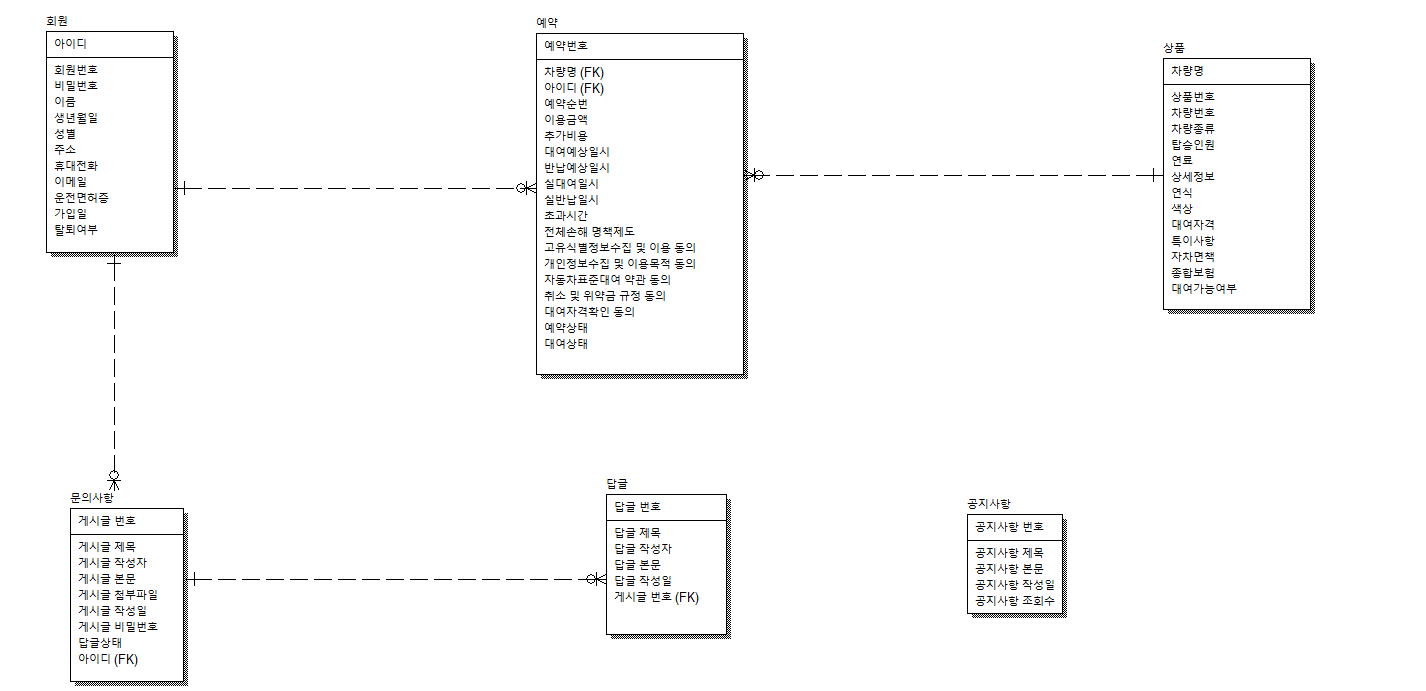 회원
아이디
회원번호
비밀번호
이름
생년월일
성별
주소
휴대전화
이메일
운전면허증
가입일
탈퇴여부
예약
예약번호
차량명 (FK)
아이디 (FK)
예약순번
이용금액
추가비용
대여예상일시
반납예상일시
실대여일시
실반납일시
초과시간
전체손해 명책제도
고유식별정보수집 및 이용 동의
개인정보수집 및 이용목적 동의
자동차표준대여 약관 동의
취소 및 위약금 규정 동의
대여자격확인 동의
예약상태
대여상태
상품
차량명
상품번호
차량번호
차량종류
탑승인원
연료
상세정보
연식
색상
대여자격
특이사항
자차면책
종합보험
대여가능여부
문의사항
게시글 번호
게시글 제목
게시글 작성자
게시글 본문
게시글 첨부파일
게시글 작성일
게시글 비밀번호
답글상태
아이디 (FK)
답글
답글 번호
답글 제목
답글 작성자
답글 본문
답글 작성일
게시글 번호 (FK)
공지사항
공지사항 번호
공지사항 제목
공지사항 본문
공지사항 작성일
공지사항 조회수